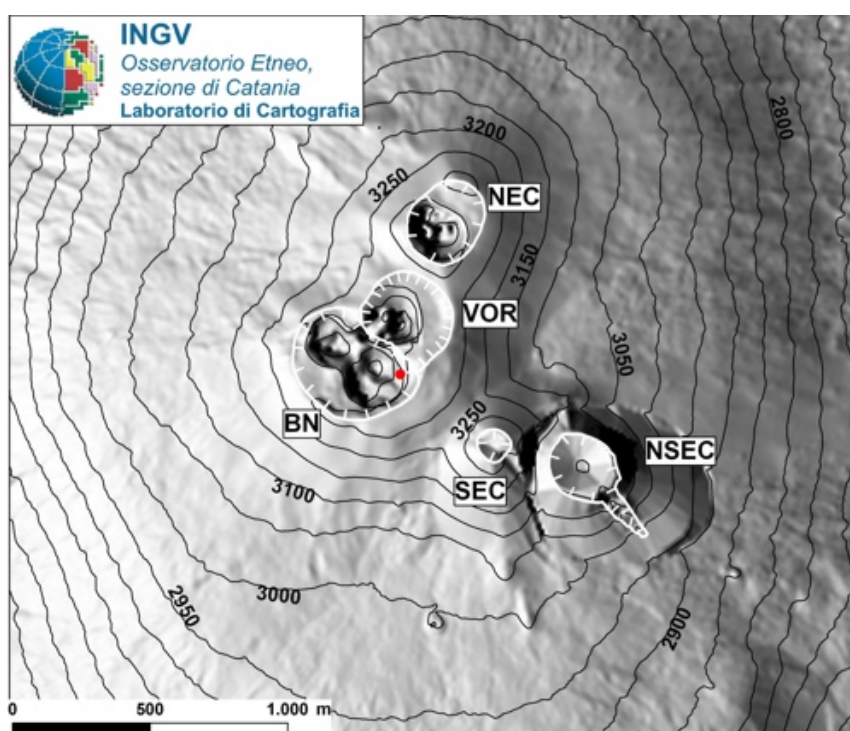 INGV
Osservatorio Etneo,
sezione di Catania
Laboratorio di Cartografia
2800
3200
3250
NEC
3150
VOR
3050
BN
3250
NSEC
SEC
3100
2950
3000
2900
0 500 1.000 m